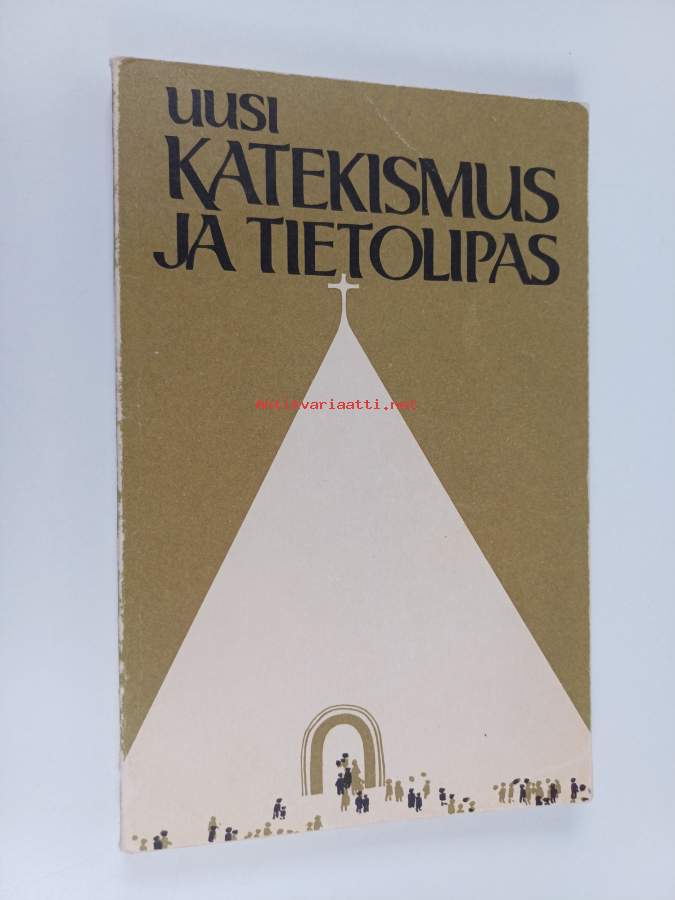 UUSI
KATEKISMUS
JA TIETOLIPAS
Antikvariaatti.net